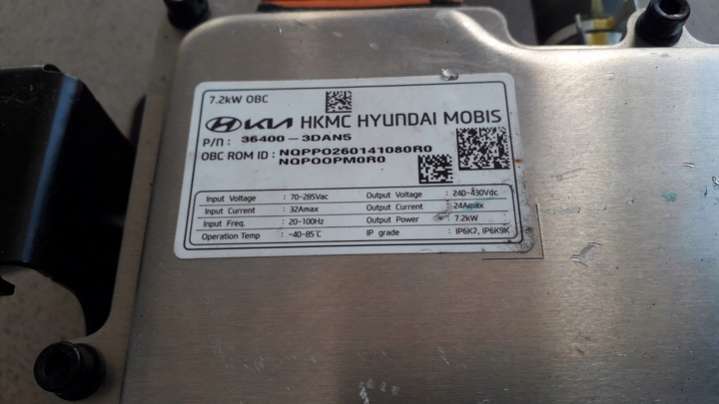 7.2kW OBC
KIA HKMC HYUNDAI MOBIS
P/N : 36400 - 3DAN5
OBC ROM ID : NQPP0260141080R0
NQP00PM0R0
Input Voltage : 70-285Vac Output Voltage : 240-430Vdc
Input Current : 32Amax Output Current : 24Amax
Input Freq. : 20-100Hz Output Power : 7.2kW
Operation Temp : -40-85℃ IP grade : IP6K7, IP6K9K